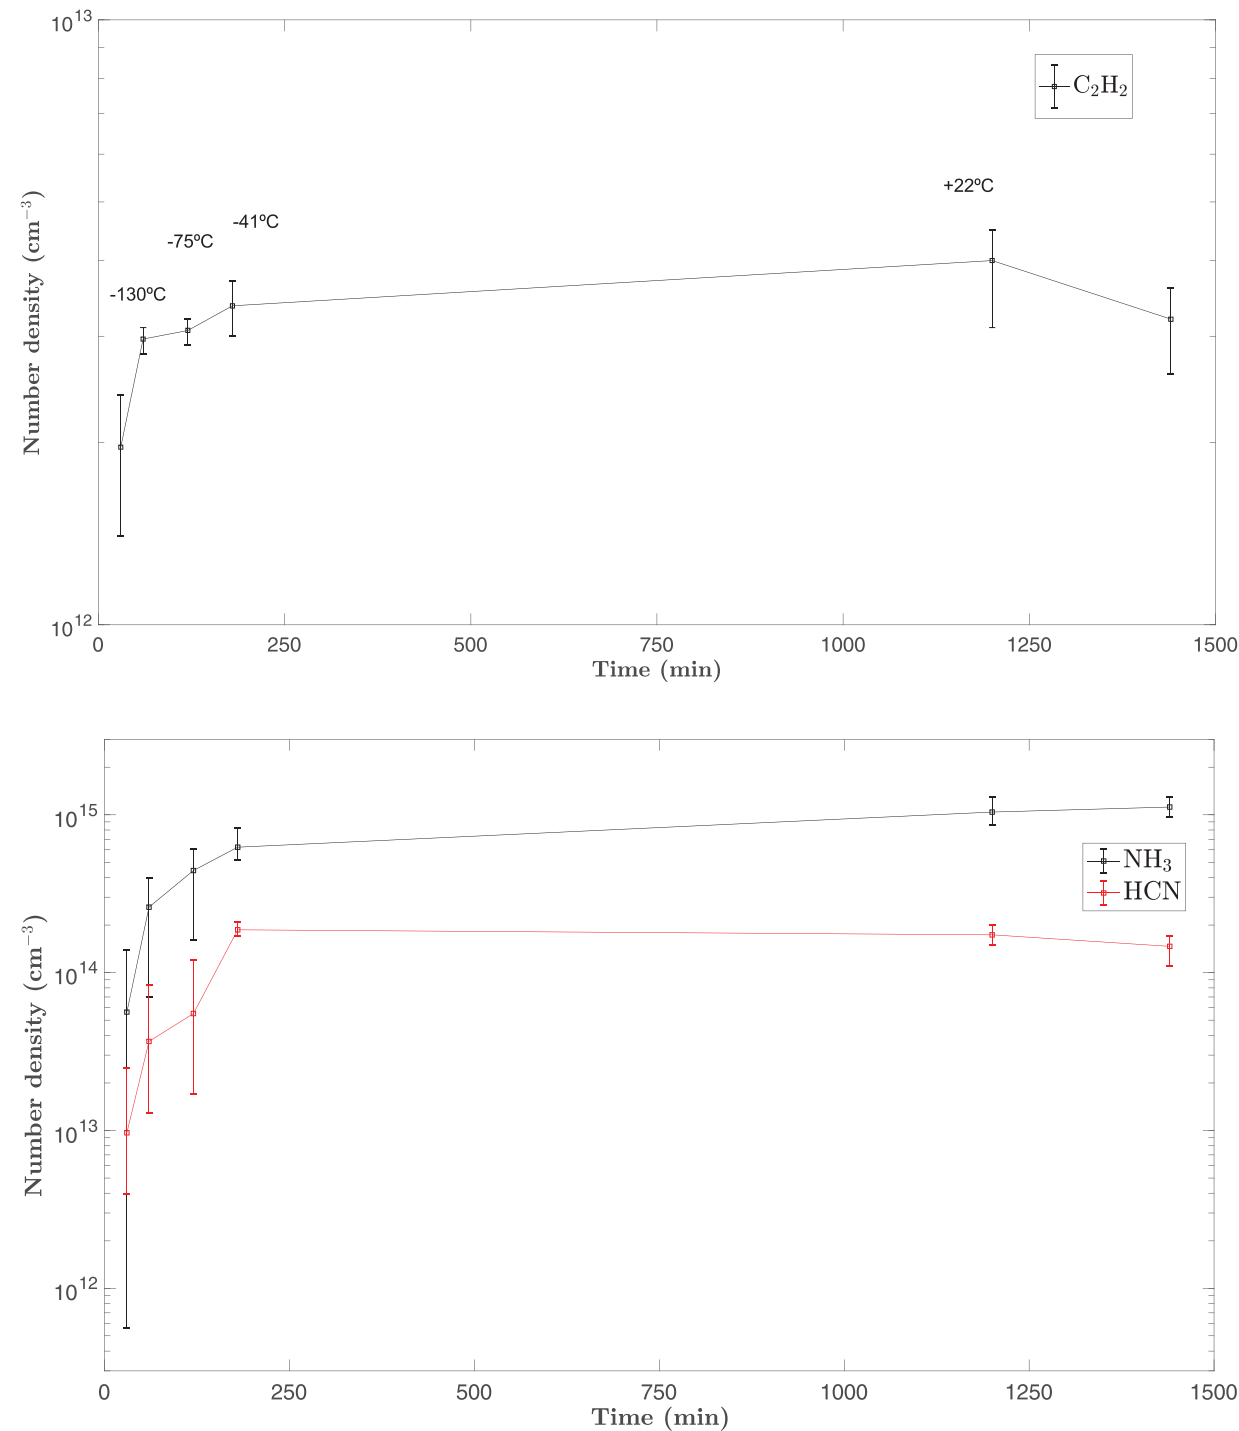 10^13
C₂H₂
+22ºC
-41ºC
-75ºC
-130ºC
Number density (cm⁻³)
10^12
0 250 500 750 1000 1250 1500
Time (min)
10^15
NH₃
HCN
10^14
Number density (cm⁻³)
10^13
10^12
0 250 500 750 1000 1250 1500
Time (min)